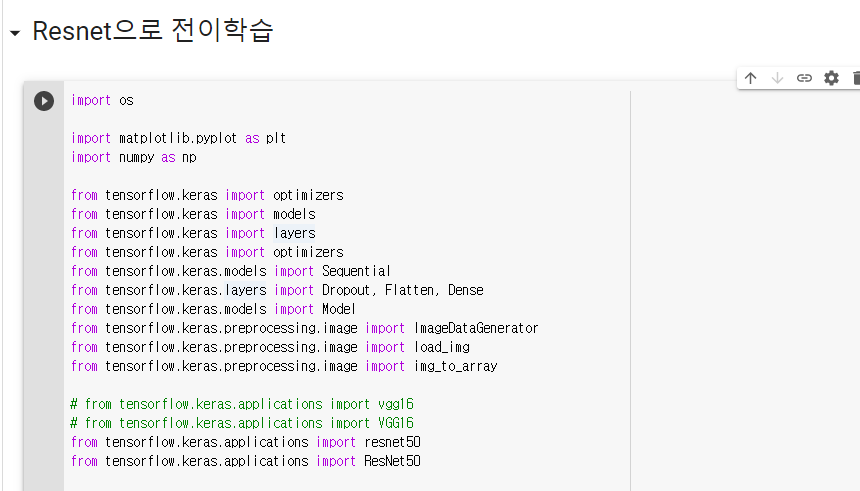 Resnet으로 전이학습
import os
import matplotlib.pyplot as plt
import numpy as np
from tensorflow.keras import optimizers
from tensorflow.keras import models
from tensorflow.keras import layers
from tensorflow.keras import optimizers
from tensorflow.keras.models import Sequential
from tensorflow.keras.layers import Dropout, Flatten, Dense
from tensorflow.keras.models import Model
from tensorflow.keras.preprocessing.image import ImageDataGenerator
from tensorflow.keras.preprocessing.image import load_img
from tensorflow.keras.preprocessing.image import img_to_array
# from tensorflow.keras.applications import vgg16
# from tensorflow.keras.applications import VGG16
from tensorflow.keras.applications import resnet50
from tensorflow.keras.applications import ResNet50